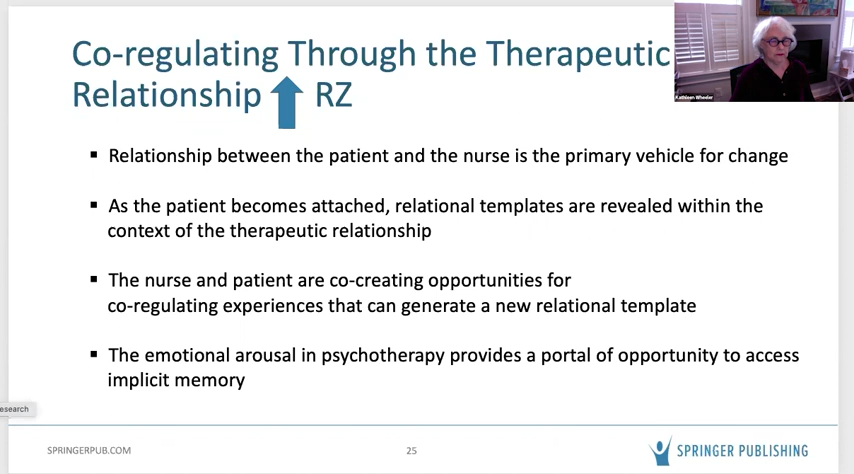 Co-regulating Through the Therapeutic
Relationship RZ
Kathleen Wheeler
▪ Relationship between the patient and the nurse is the primary vehicle for change
▪ As the patient becomes attached, relational templates are revealed within the
context of the therapeutic relationship
▪ The nurse and patient are co-creating opportunities for
co-regulating experiences that can generate a new relational template
▪ The emotional arousal in psychotherapy provides a portal of opportunity to access
implicit memory
esearch
SPRINGERPUB.COM
25
SPRINGER PUBLISHING